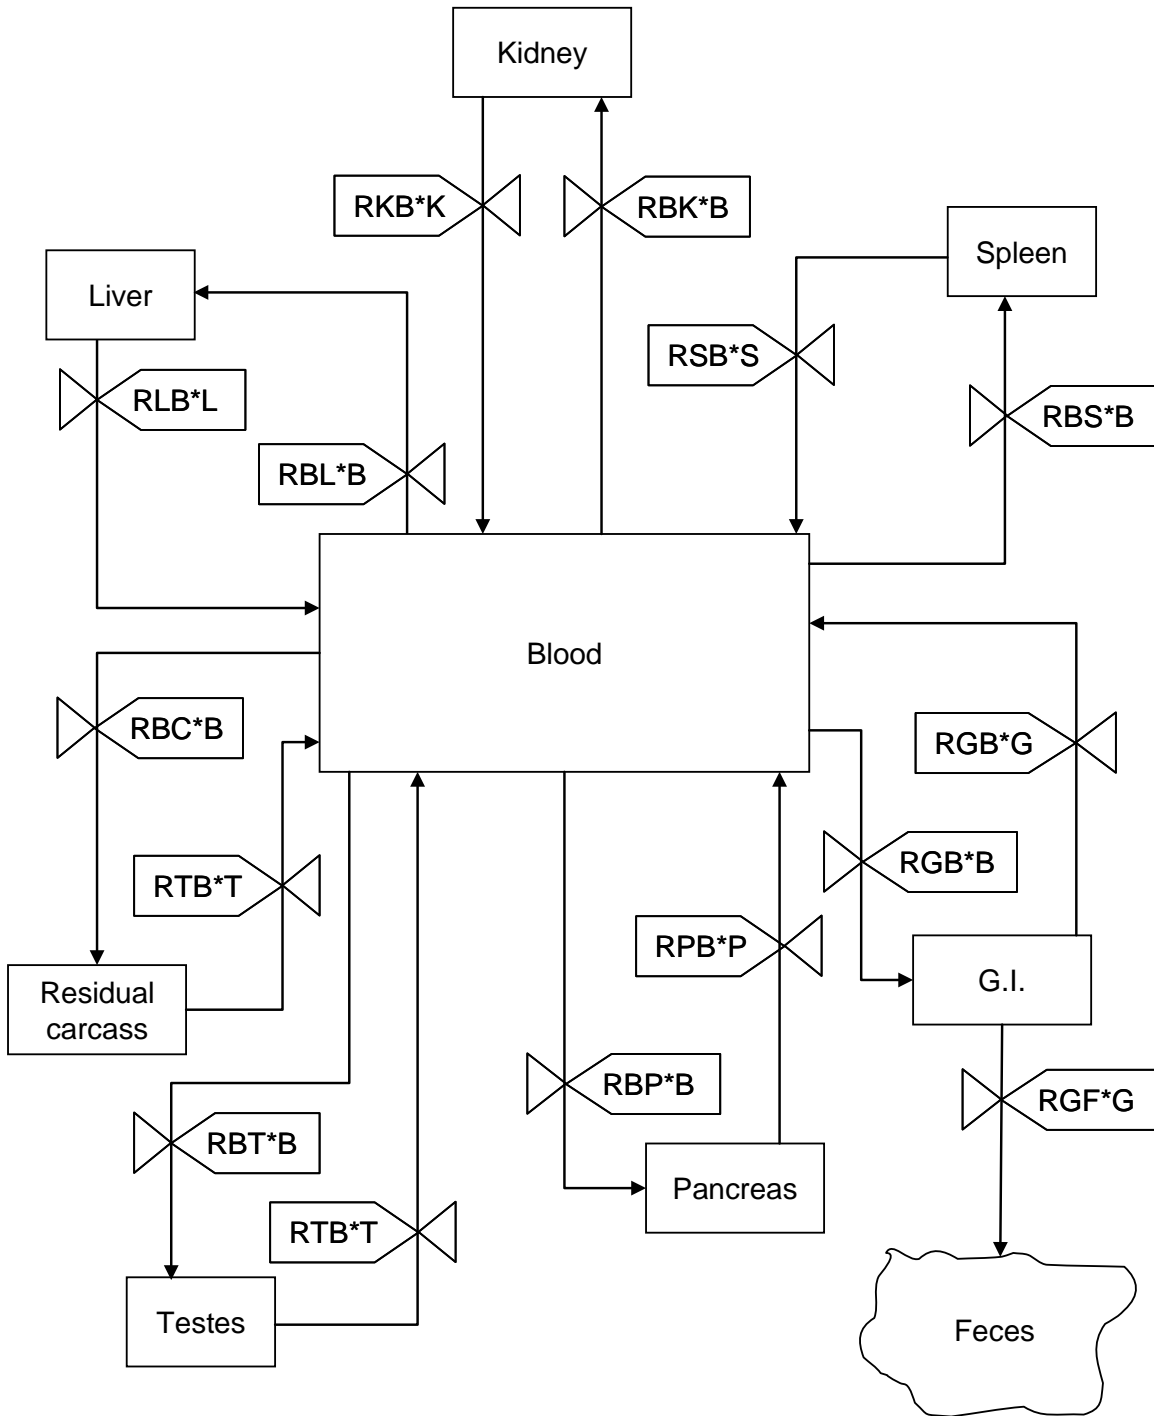 Kidney
RKB*K
RBK*B
Spleen
Liver
RSB*S
RLB*L
RBS*B
RBL*B
Blood
RBC*B
RGB*G
RTB*T
RGB*B
RPB*P
Residual
carcass
G.I.
RBP*B
RGF*G
RBT*B
Pancreas
RTB*T
Testes
Feces